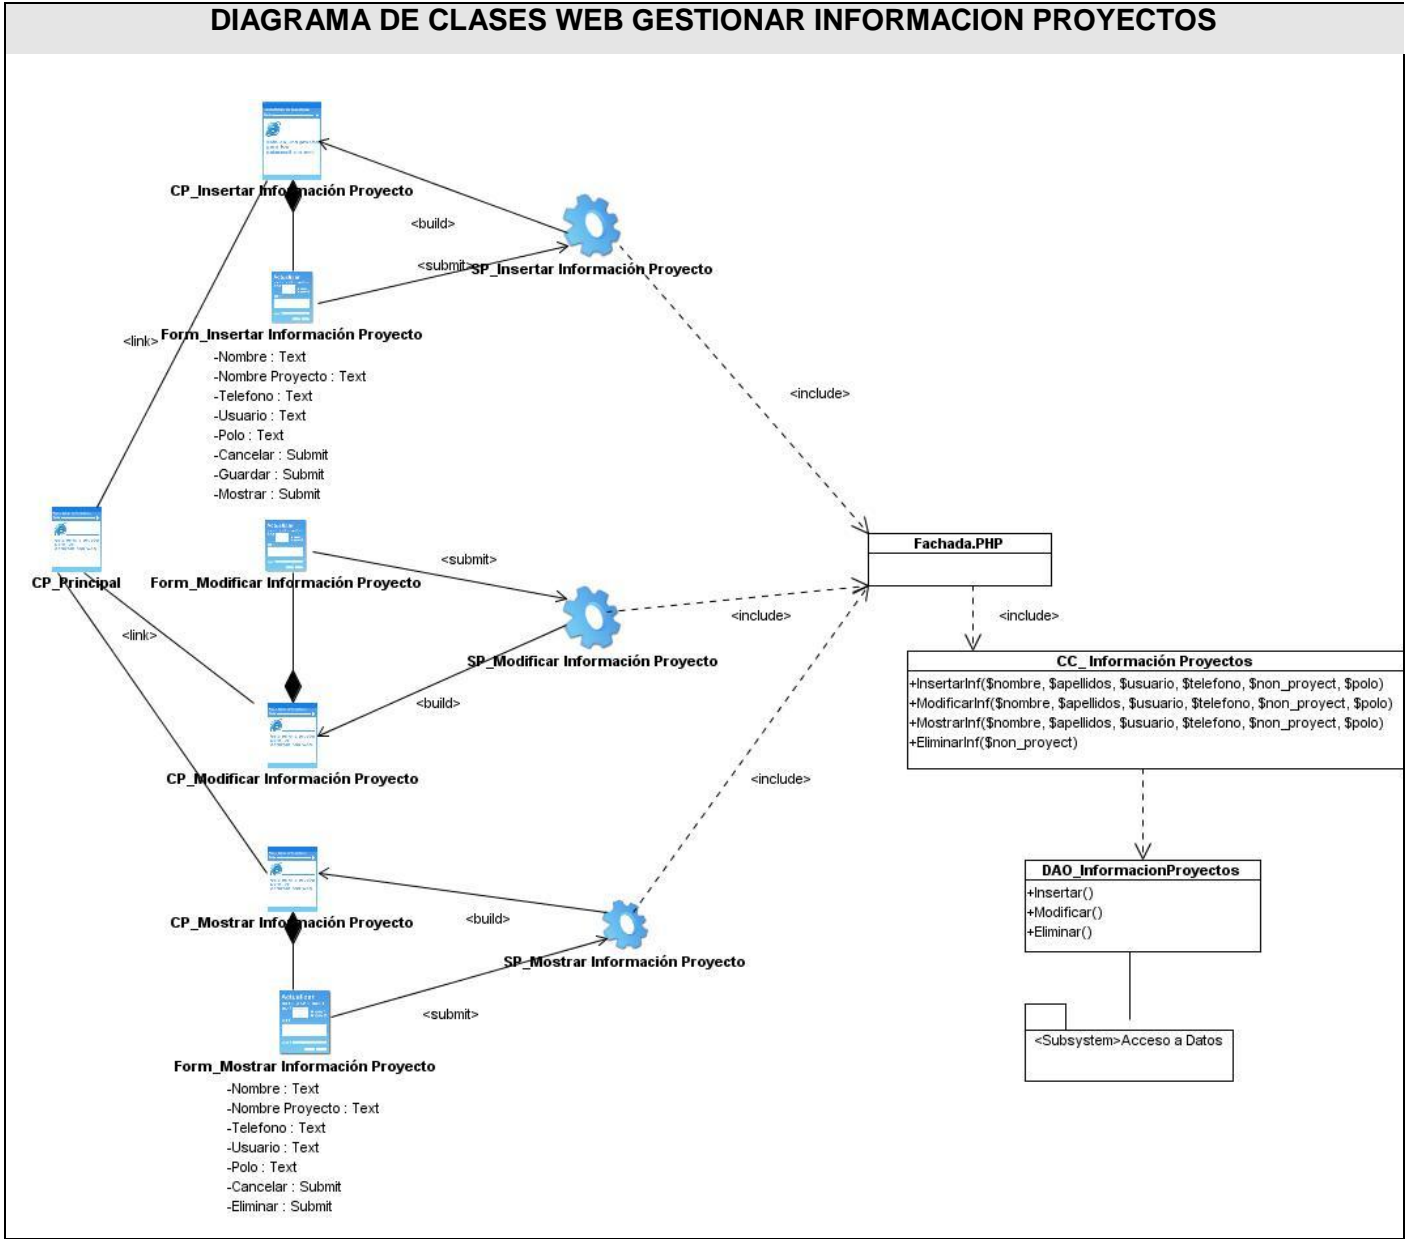 DIAGRAMA DE CLASES WEB GESTIONAR INFORMACION PROYECTOS
CP_Insertar Información Proyecto
<build>
<submit>
SP_Insertar Información Proyecto
Actualizar
Form_Insertar Información Proyecto
<link>
-Nombre : Text
-Nombre Proyecto : Text
-Telefono : Text
-Usuario : Text
-Polo : Text
-Cancelar : Submit
-Guardar : Submit
-Mostrar : Submit
<include>
CP_Principal
Actualizar
Form_Modificar Información Proyecto
<submit>
<link>
SP_Modificar Información Proyecto
<include>
<build>
CP_Modificar Información Proyecto
Fachada.PHP
<include>
CC_ Información Proyectos
+InsertarInf($nombre, $apellidos, $usuario, $telefono, $non_proyect, $polo)
+ModificarInf($nombre, $apellidos, $usuario, $telefono, $non_proyect, $polo)
+MostrarInf($nombre, $apellidos, $usuario, $telefono, $non_proyect, $polo)
+EliminarInf($non_proyect)
<include>
CP_Mostrar Información Proyecto
<build>
SP_Mostrar Información Proyecto
<submit>
Actualizar
Form_Mostrar Información Proyecto
-Nombre : Text
-Nombre Proyecto : Text
-Telefono : Text
-Usuario : Text
-Polo : Text
-Cancelar : Submit
-Eliminar : Submit
DAO_InformacionProyectos
+Insertar()
+Modificar()
+Eliminar()
<Subsystem>Acceso a Datos